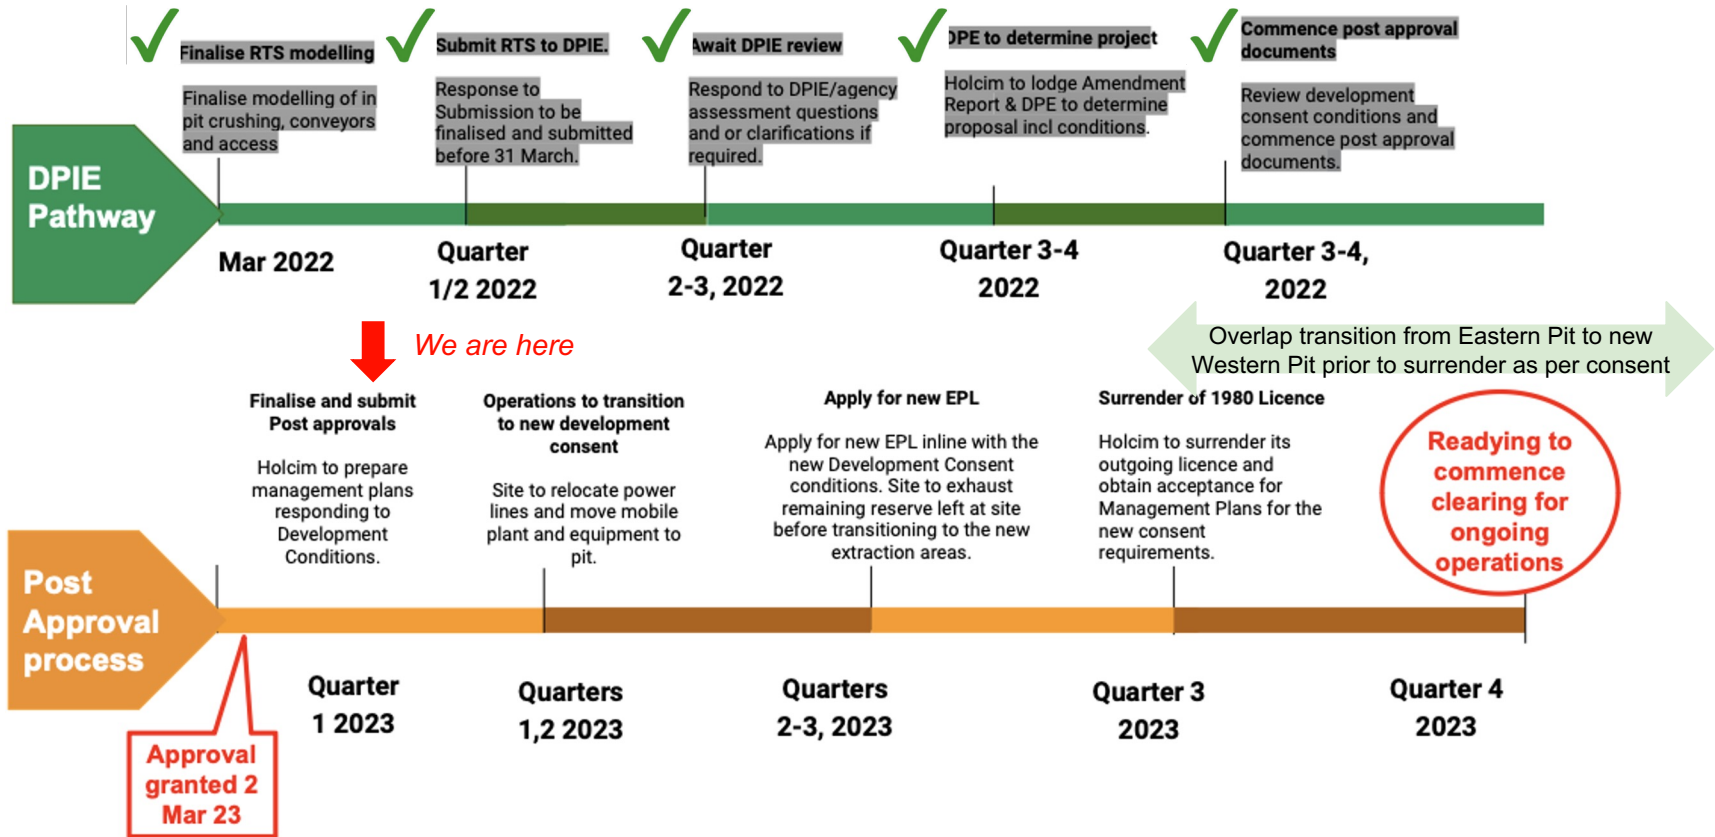 Finalise RTS modelling
Finalise modelling of in
pit crushing, conveyors
and access
Submit RTS to DPIE.
Response to
Submission to be
finalised and submitted
before 31 March.
Await DPIE review
Respond to DPIE/agency
assessment questions
and or clarifications if
required.
DPE to determine project
Holcim to lodge Amendment
Report & DPE to determine
proposal incl conditions.
Commence post approval
documents
Review development
consent conditions and
commence post approval
documents.
DPIE
Pathway
Mar 2022
Quarter
1/2 2022
Quarter
2-3, 2022
Quarter 3-4
2022
Quarter 3-4,
2022
We are here
Overlap transition from Eastern Pit to new
Western Pit prior to surrender as per consent
Finalise and submit
Post approvals
Holcim to prepare
management plans
responding to
Development
Conditions.
Operations to transition
to new development
consent
Site to relocate power
lines and move mobile
plant and equipment to
pit.
Apply for new EPL
Apply for new EPL inline with the
new Development Consent
conditions. Site to exhaust
remaining reserve left at site
before transitioning to the new
extraction areas.
Surrender of 1980 Licence
Holcim to surrender its
outgoing licence and
obtain acceptance for
Management Plans for the
new consent
requirements.
Readying to
commence
clearing for
ongoing
operations
Post
Approval
process
Quarter
1 2023
Quarters
1,2 2023
Quarters
2-3, 2023
Quarter 3
2023
Quarter 4
2023
Approval
granted 2
Mar 23